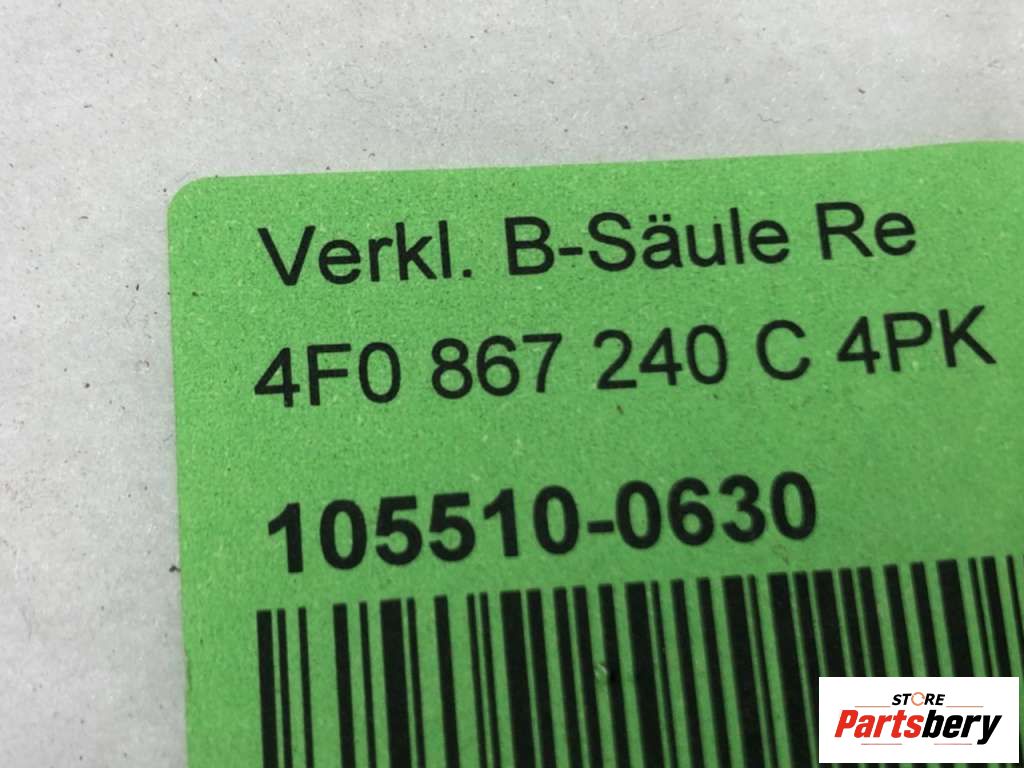 Verkl. B-Säule Re
4F0 867 240 C 4PK
105510-0630
STORE
Partsbery